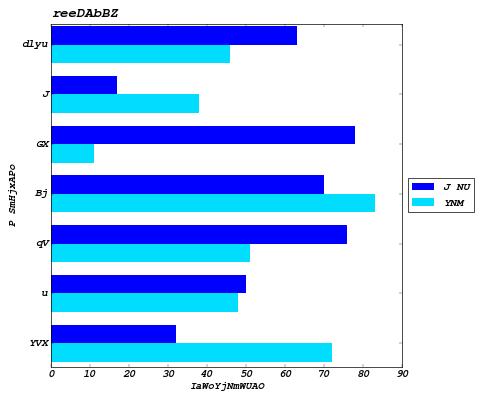 reeDAbBZ
dlyu
J
GX
Bj
qV
u
YVX
P SmHjxAPo
0 10 20 30 40 50 60 70 80 90
IaWoYjNmWUAO
J NU
YNM